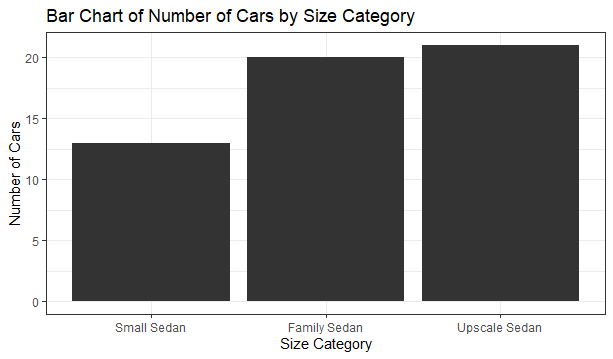 Bar Chart of Number of Cars by Size Category
Number of Cars
20
15
10
5
0
Small Sedan
Family Sedan
Upscale Sedan
Size Category